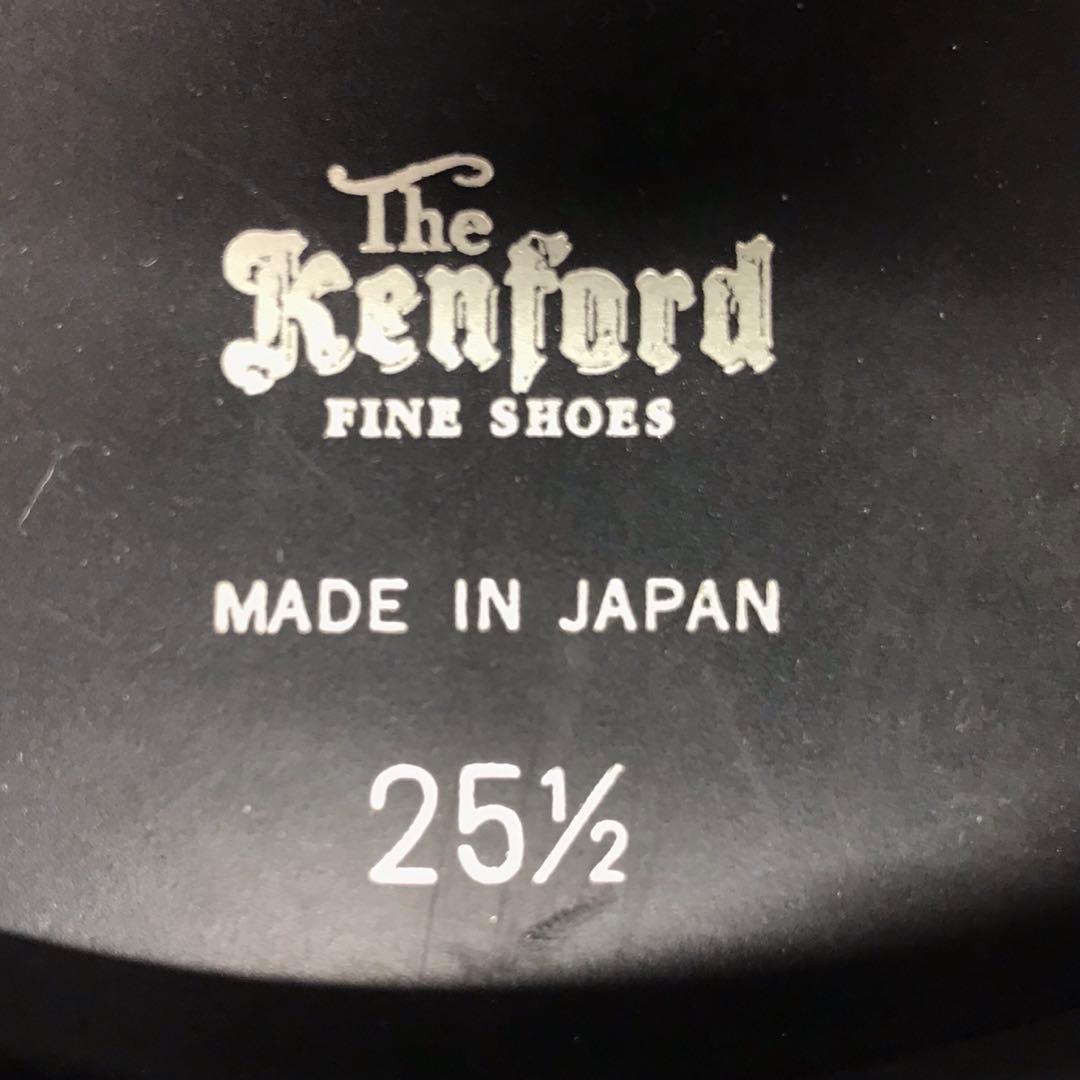 The
Kenford
FINE SHOES
MADE IN JAPAN
25½